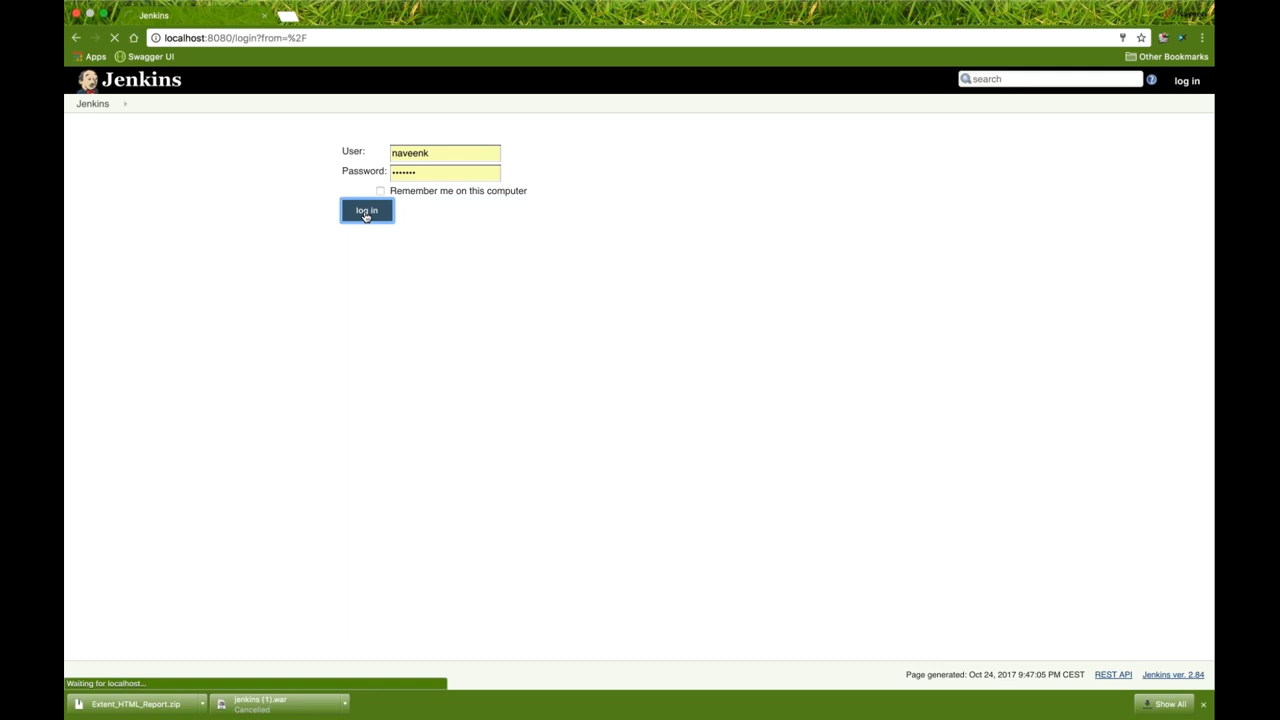 Jenkins
Naveen
localhost:8080/login?from=%2F
Apps
Swagger UI
Other Bookmarks
Jenkins
search
log in
Jenkins
User:
naveenk
Password:
•••••••
Remember me on this computer
log in
Page generated: Oct 24, 2017 9:47:05 PM CEST
REST API
Jenkins ver. 2.84
Waiting for localhost...
Extent_HTML_Report.zip
jenkins (1).war
Cancelled
Show All